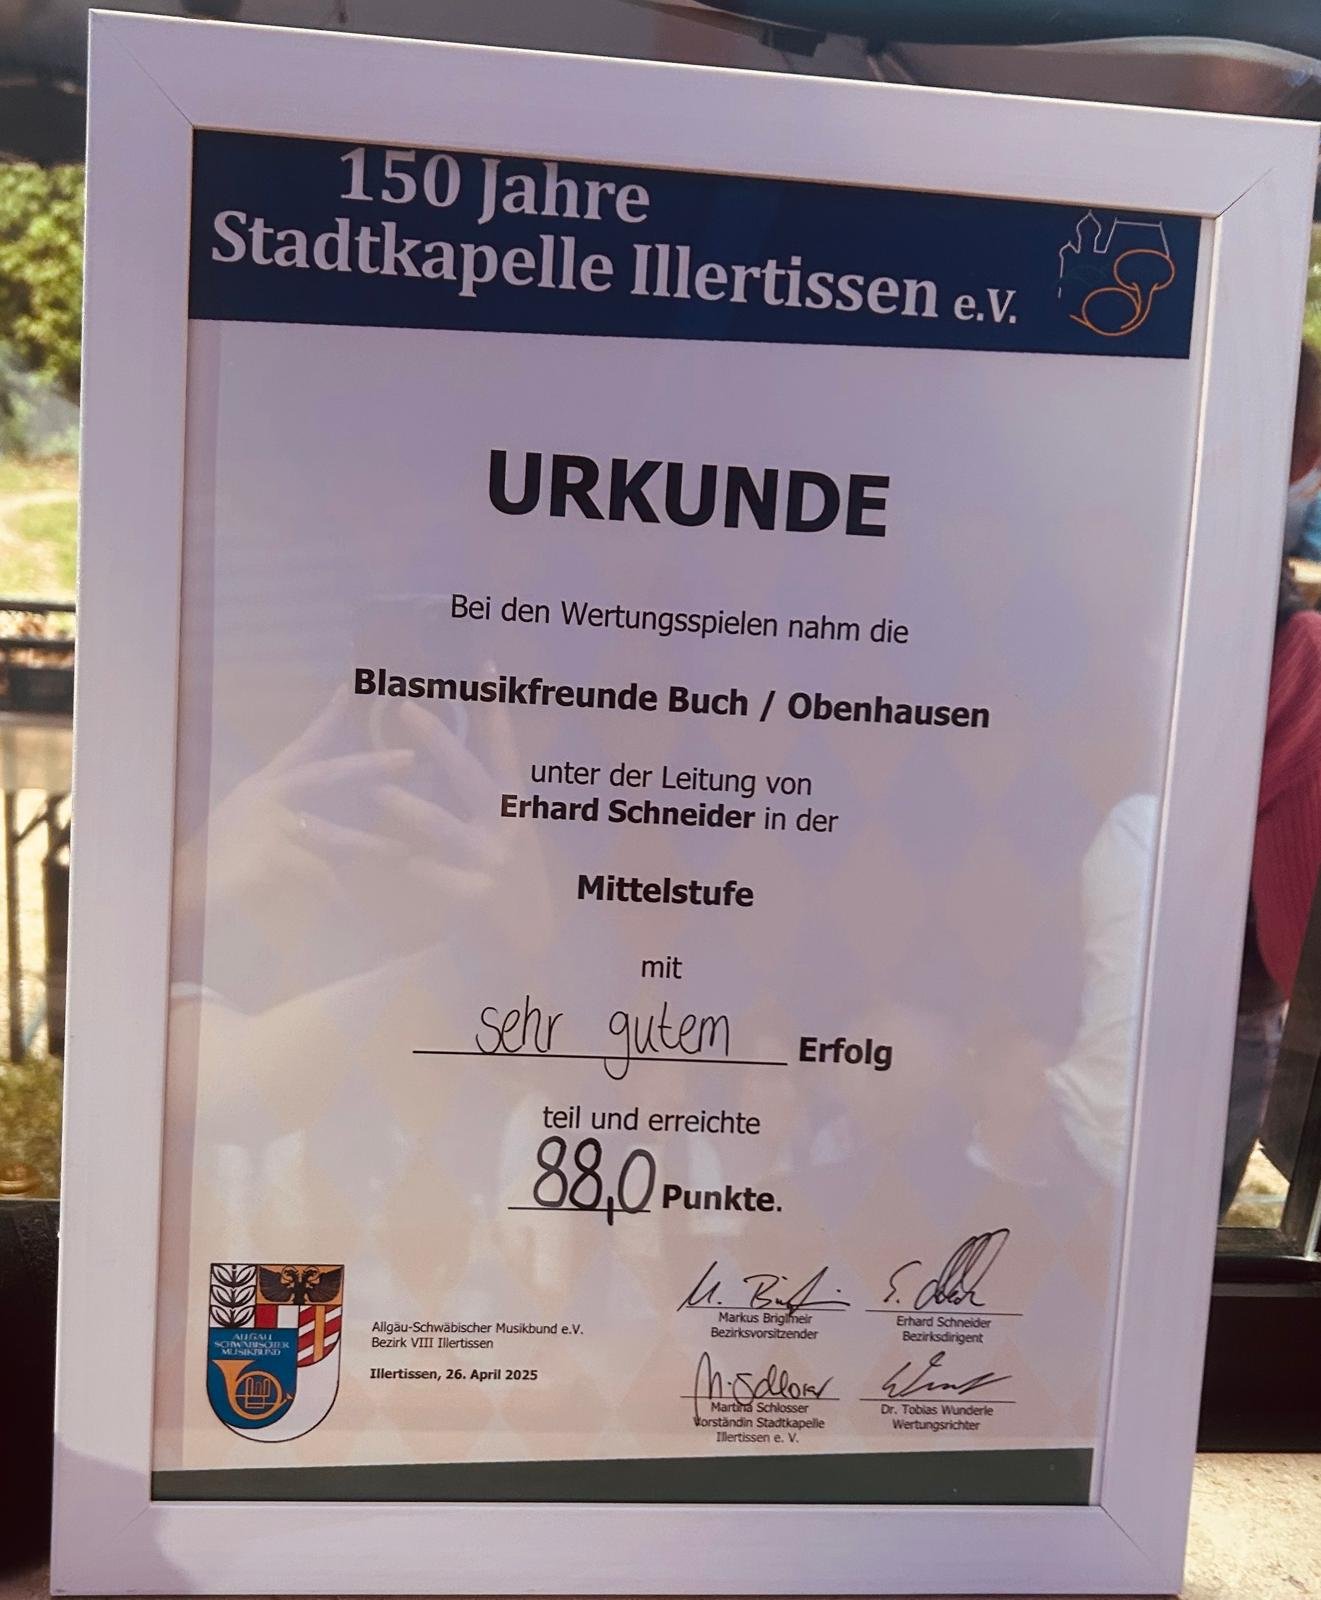 150 Jahre
Stadtkapelle Illertissen e.V.
URKUNDE
Bei den Wertungsspielen nahm die
Blasmusikfreunde Buch / Obenhausen
unter der Leitung von
Erhard Schneider in der
Mittelstufe
mit
sehr gutem Erfolg
teil und erreichte
88,0 Punkte.
ALLGÄU
SCHWÄBISCHER
MUSIKBUND
Allgäu-Schwäbischer Musikbund e.V.
Bezirk VIII Illertissen
Illertissen, 26. April 2025
Markus Briglmeir
Bezirksvorsitzender
Erhard Schneider
Bezirksdirigent
Martina Schlosser
Vorständin Stadtkapelle
Illertissen e. V.
Dr. Tobias Wunderle
Wertungsrichter